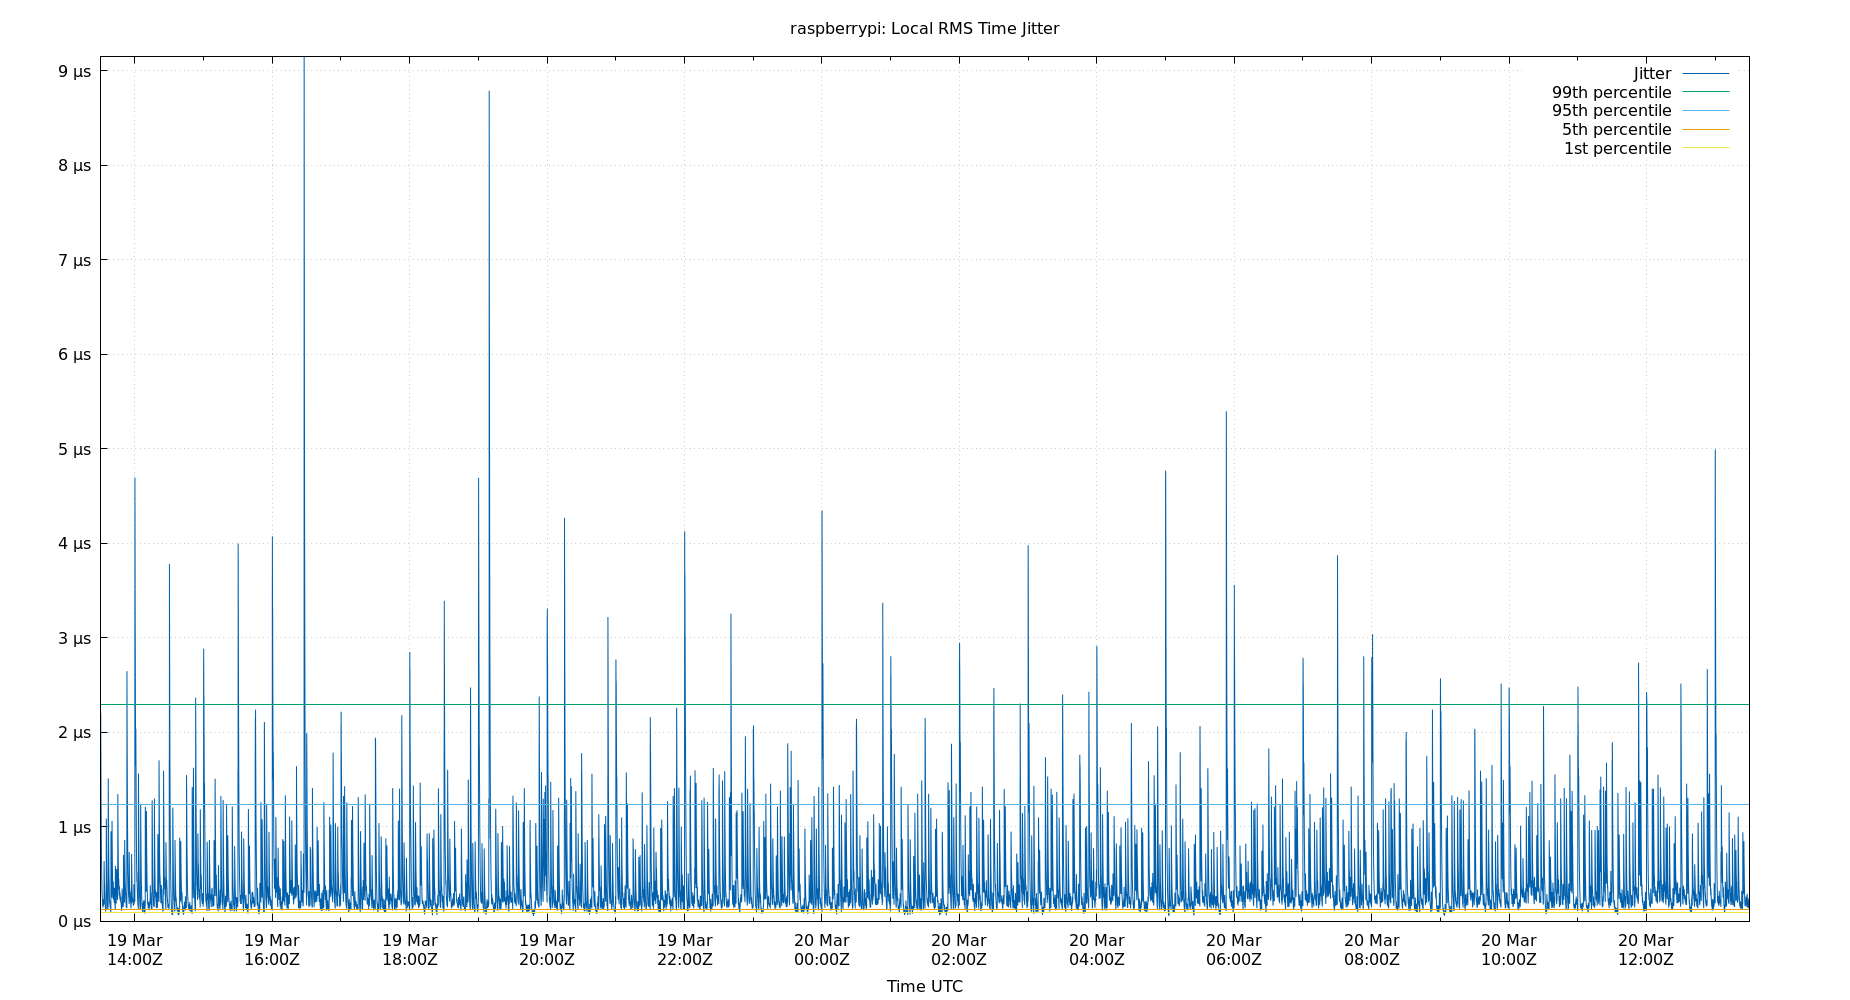 raspberrypi: Local RMS Time Jitter
9 µs
8 µs
7 µs
6 µs
5 µs
4 µs
3 µs
2 µs
1 µs
0 µs
Jitter
99th percentile
95th percentile
5th percentile
1st percentile
19 Mar 19 Mar 19 Mar 19 Mar 19 Mar 20 Mar 20 Mar 20 Mar 20 Mar 20 Mar 20 Mar 20 Mar
14:00Z 16:00Z 18:00Z 20:00Z 22:00Z 00:00Z 02:00Z 04:00Z 06:00Z 08:00Z 10:00Z 12:00Z
Time UTC